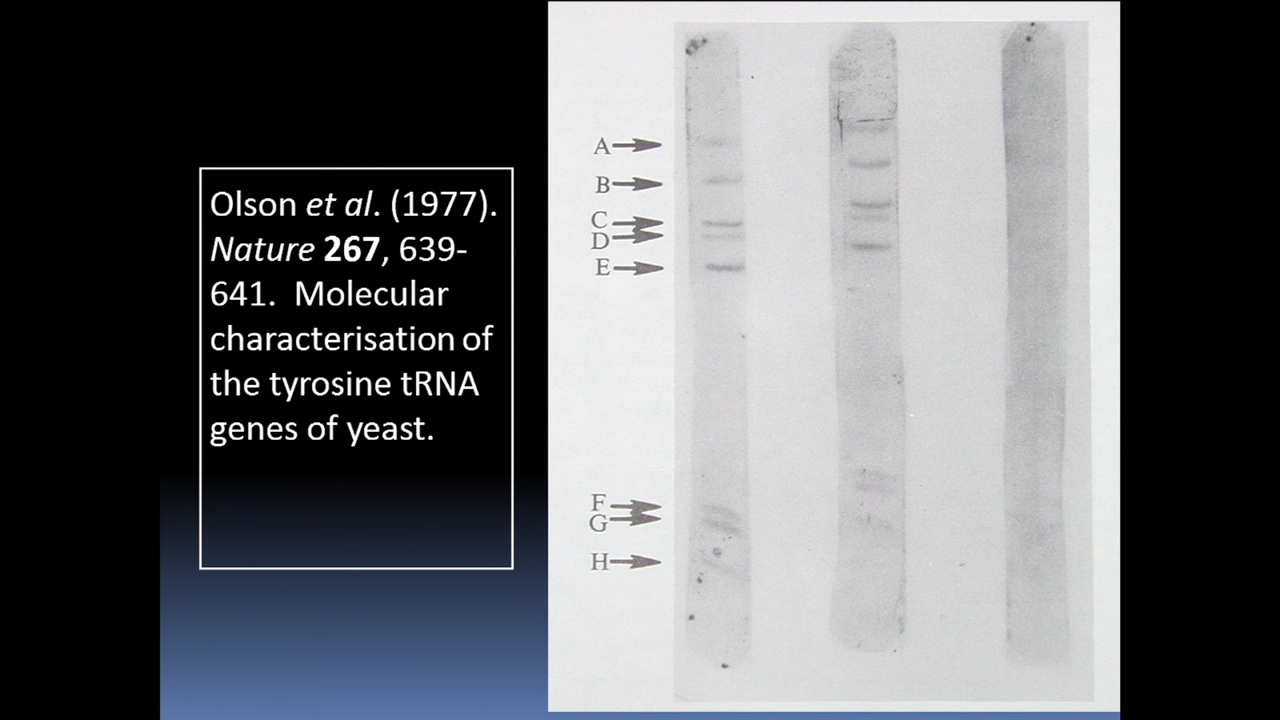 Olson et al. (1977).
Nature 267, 639-
641.  Molecular
characterisation of
the tyrosine tRNA
genes of yeast.
A
B
C
D
E
F
G
H